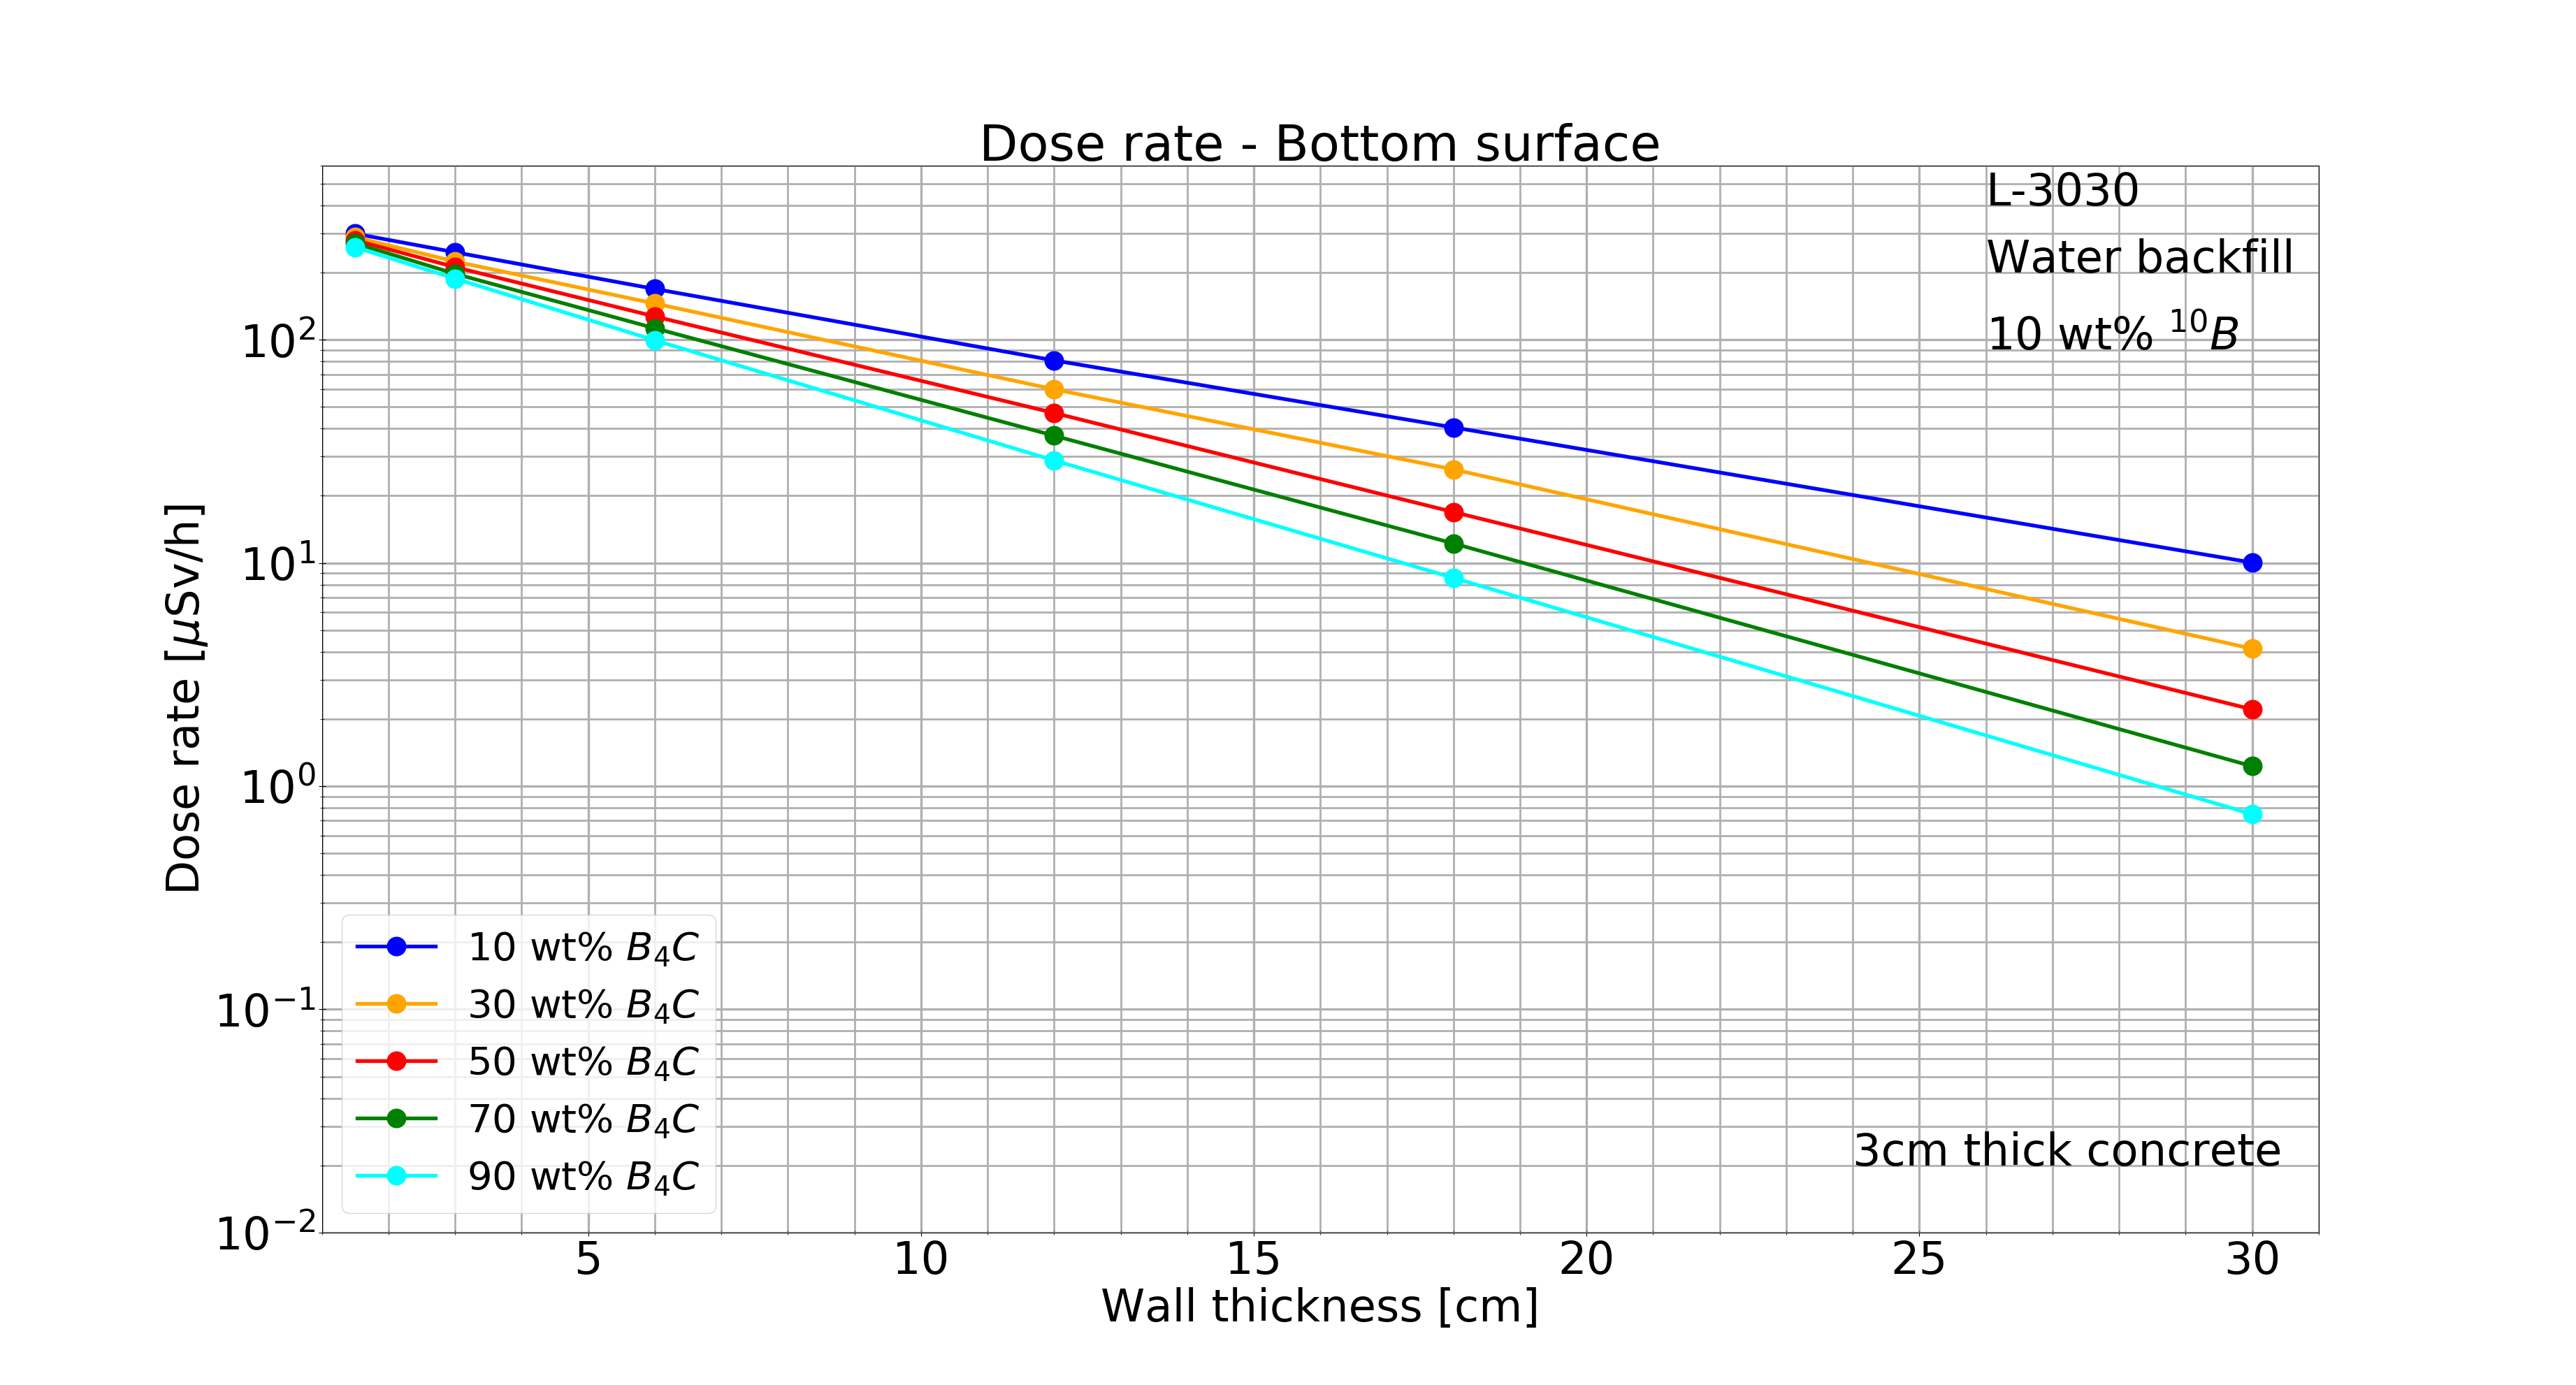 Dose rate - Bottom surface
L-3030
Water backfill
10 wt% ¹⁰B
Dose rate [μSv/h]
10²
10¹
10⁰
10⁻¹
10⁻²
10 wt% B₄C
30 wt% B₄C
50 wt% B₄C
70 wt% B₄C
90 wt% B₄C
3cm thick concrete
5 10 15 20 25 30
Wall thickness [cm]